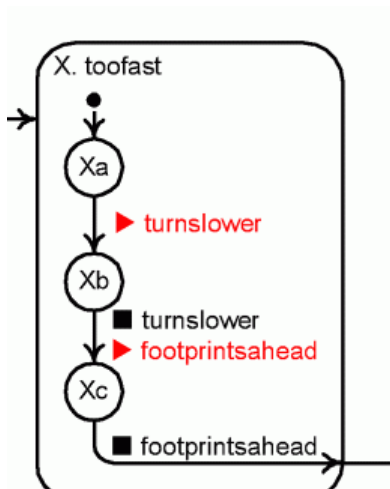 X. toofast
Xa
turnslower
Xb
turnslower
footprintsahead
Xc
footprintsahead